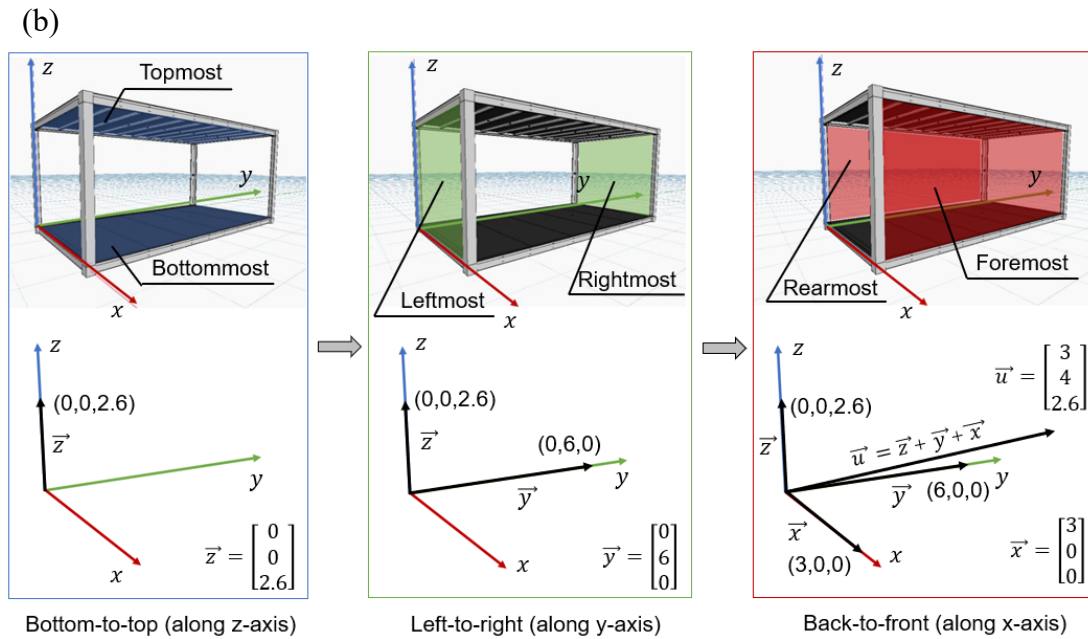 (b)
z
Topmost
y
Bottommost
x
z
(0,0,2.6)
z⃗
y
x
z⃗ = [0 0 2.6]
Bottom-to-top (along z-axis)
z
y
Leftmost
Rightmost
x
z
(0,0,2.6)
z⃗
(0,6,0)
y⃗
y
x
y⃗ = [0 6 0]
Left-to-right (along y-axis)
z
y
Rearmost
Foremost
x
z
(0,0,2.6)
z⃗
u⃗ = [3 4 2.6]
u⃗ = z⃗ + y⃗ + x⃗
y⃗
(6,0,0)
y
x⃗
(3,0,0)
x
x⃗ = [3 0 0]
Back-to-front (along x-axis)